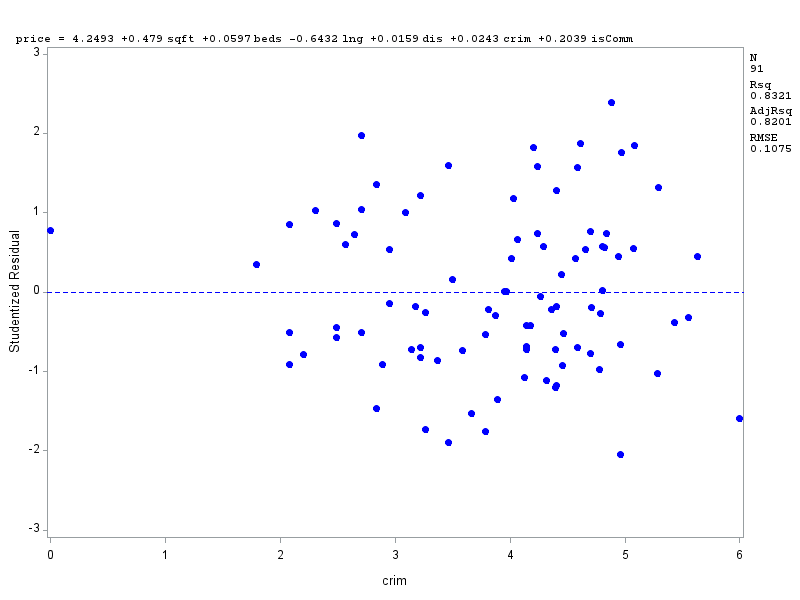 price = 4.2493 +0.479 sqft +0.0597 beds -0.6432 lng +0.0159 dis +0.0243 crim +0.2039 isComm
N
91
Rsq
0.8321
AdjRsq
0.8201
RMSE
0.1075
3
2
1
0
-1
-2
-3
Studentized Residual
0 1 2 3 4 5 6
crim